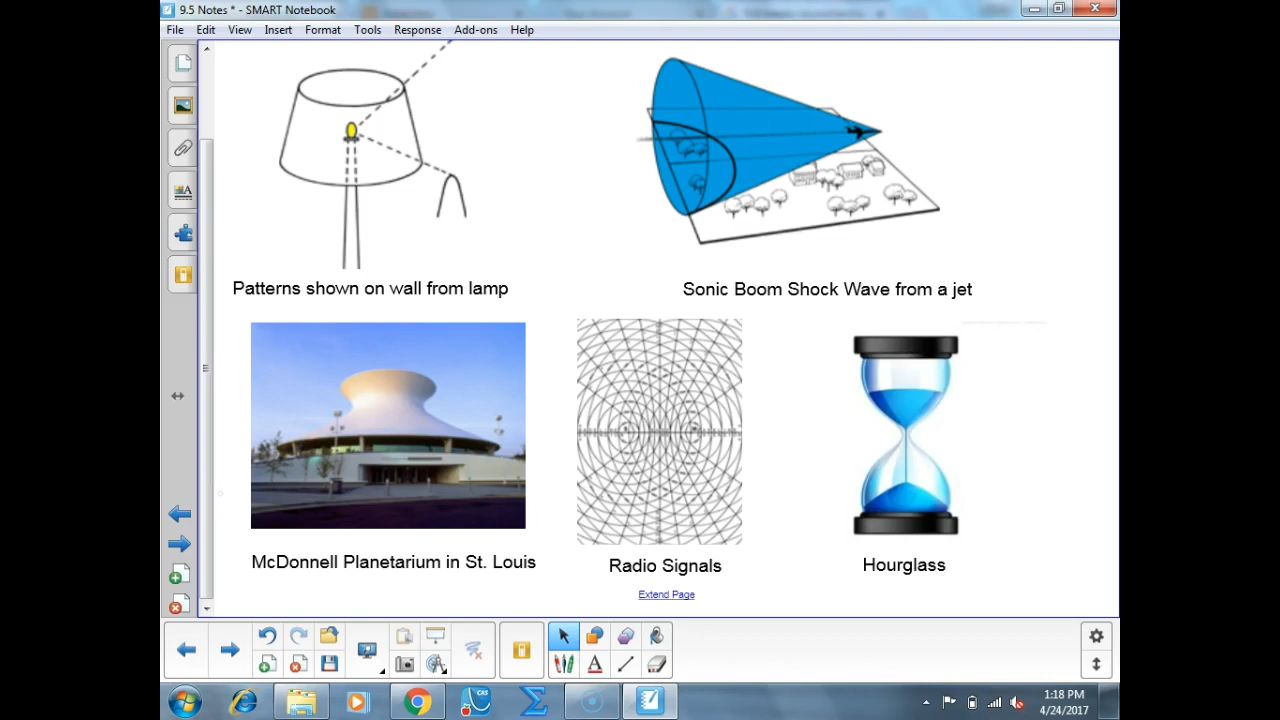 9.5 Notes * - SMART Notebook
File Edit View Insert Format Tools Response Add-ons Help
Patterns shown on wall from lamp
Sonic Boom Shock Wave from a jet
McDonnell Planetarium in St. Louis
Radio Signals
Hourglass
Extend Page
CAS
1:18 PM
4/24/2017